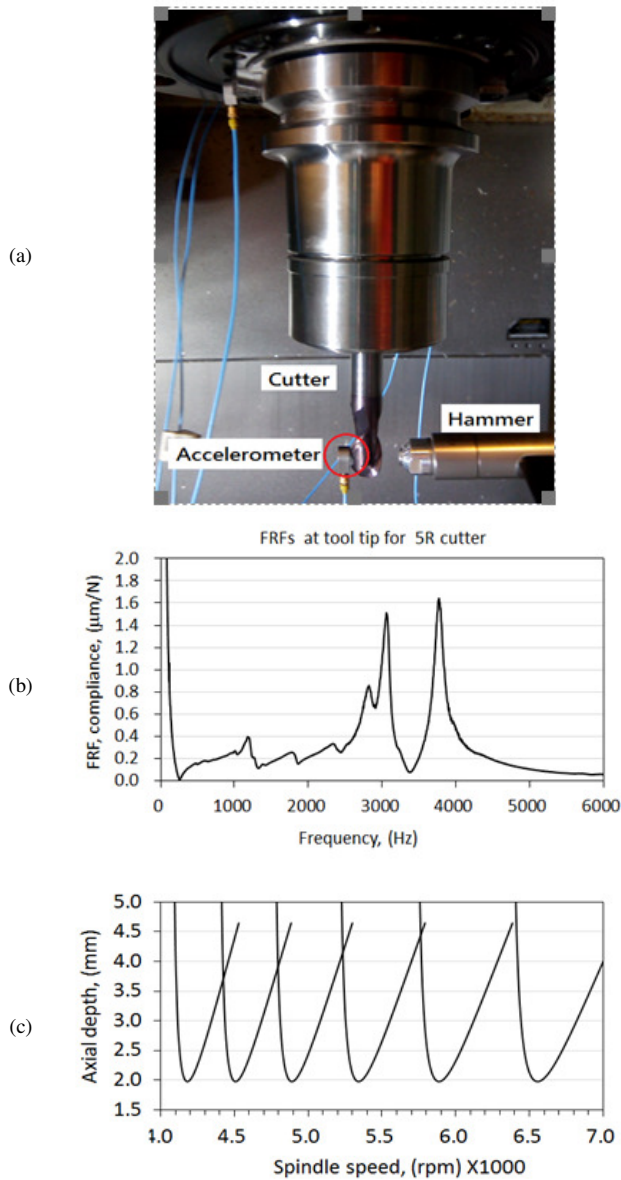 (a)
Cutter
Hammer
Accelerometer
(b)
FRFs at tool tip for 5R cutter
FRF, compliance, (μm/N)
2.0
1.8
1.6
1.4
1.2
1.0
0.8
0.6
0.4
0.2
0.0
0 1000 2000 3000 4000 5000 6000
Frequency, (Hz)
(c)
Axial depth, (mm)
5.0
4.5
4.0
3.5
3.0
2.5
2.0
1.5
4.0 4.5 5.0 5.5 6.0 6.5 7.0
Spindle speed, (rpm) X1000